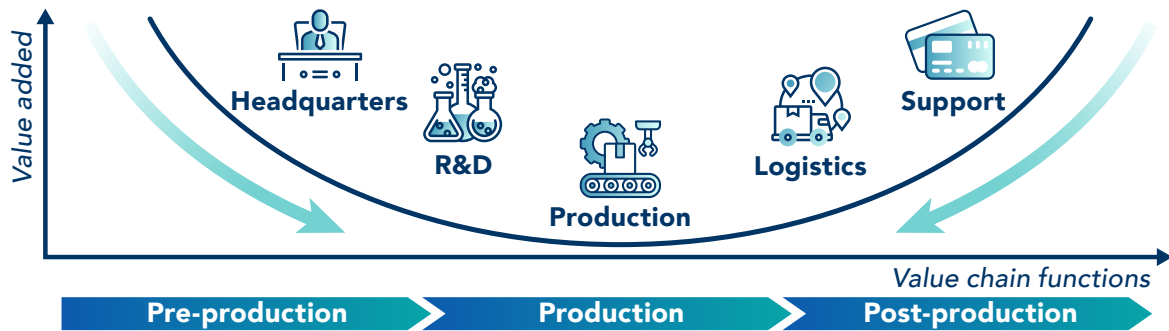 Value added
Headquarters
R&D
Production
Logistics
Support
Value chain functions
Pre-production
Production
Post-production